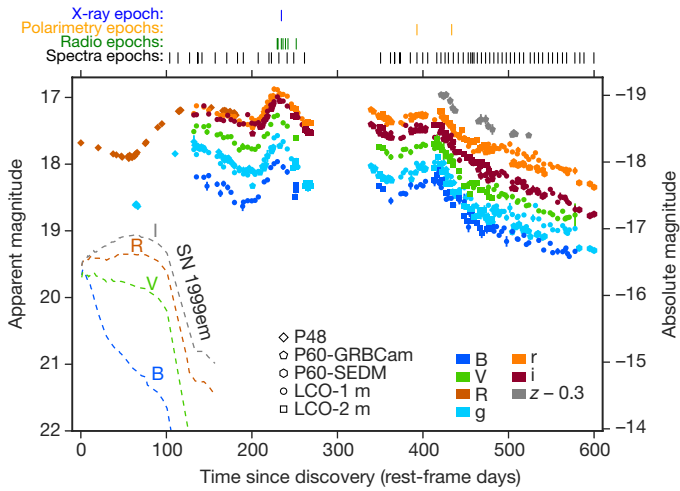 X-ray epoch:
Polarimetry epochs:
Radio epochs:
Spectra epochs:
17
18
19
20
21
22
Apparent magnitude
−19
−18
−17
−16
−15
−14
Absolute magnitude
I
R
V
B
SN 1999em
P48
P60-GRBCam
P60-SEDM
LCO-1 m
LCO-2 m
B
V
R
g
r
i
z − 0.3
0 100 200 300 400 500 600
Time since discovery (rest-frame days)